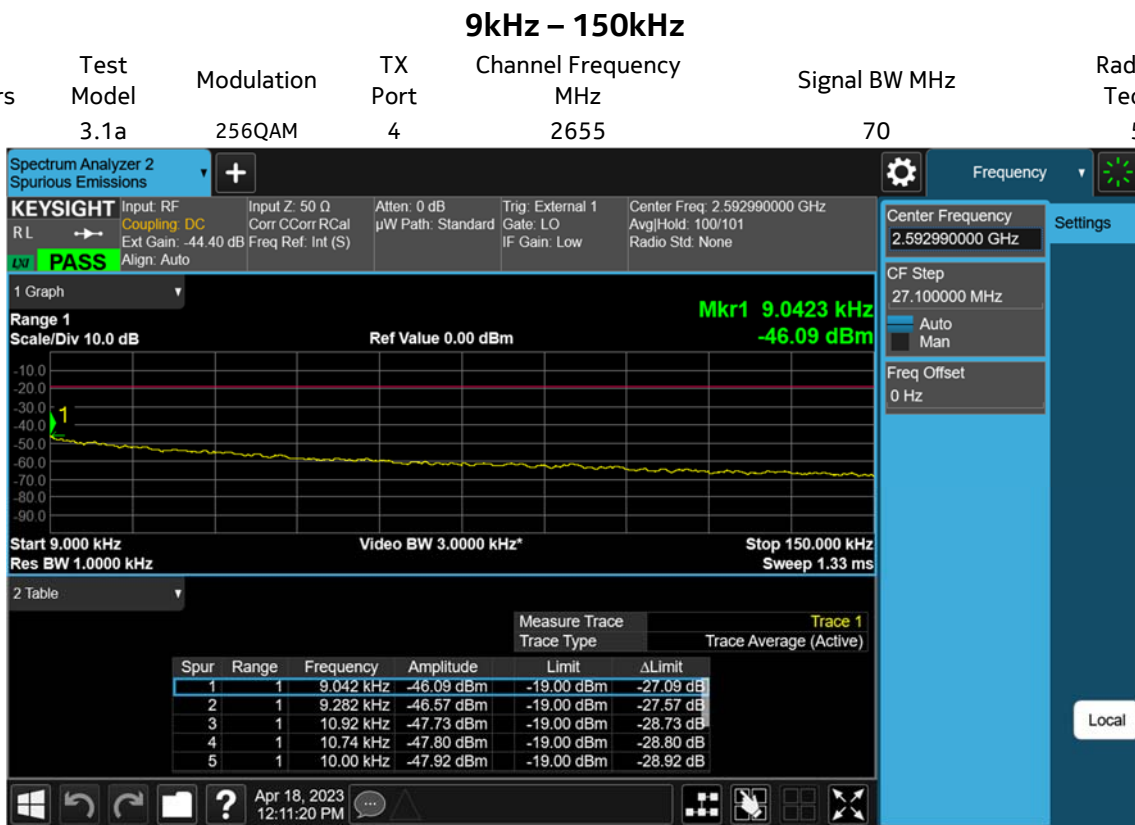 9kHz – 150kHz
Test Model Modulation TX Port Channel Frequency MHz Signal BW MHz
3.1a 256QAM 4 2655 70
Spectrum Analyzer 2
Spurious Emissions
+
Frequency
KEYSIGHT
R L
LXI PASS
Input: RF
Coupling: DC
Ext Gain: -44.40 dB
Align: Auto
Input Z: 50 Ω
Corr CCorr RCal
Freq Ref: Int (S)
Atten: 0 dB
µW Path: Standard
Trig: External 1
Gate: LO
IF Gain: Low
Center Freq: 2.592990000 GHz
Avg|Hold: 100/101
Radio Std: None
Center Frequency
2.592990000 GHz
Settings
CF Step
27.100000 MHz
Auto
Man
Freq Offset
0 Hz
1 Graph
Range 1
Scale/Div 10.0 dB
Ref Value 0.00 dBm
Mkr1 9.0423 kHz
-46.09 dBm
-10.0
-20.0
-30.0
-40.0
-50.0
-60.0
-70.0
-80.0
-90.0
1
Start 9.000 kHz Video BW 3.0000 kHz* Stop 150.000 kHz
Res BW 1.0000 kHz Sweep 1.33 ms
2 Table
Measure Trace Trace 1
Trace Type Trace Average (Active)
Spur Range Frequency Amplitude Limit ΔLimit
1 1 9.042 kHz -46.09 dBm -19.00 dBm -27.09 dB
2 1 9.282 kHz -46.57 dBm -19.00 dBm -27.57 dB
3 1 10.92 kHz -47.73 dBm -19.00 dBm -28.73 dB
4 1 10.74 kHz -47.80 dBm -19.00 dBm -28.80 dB
5 1 10.00 kHz -47.92 dBm -19.00 dBm -28.92 dB
Local
?
Apr 18, 2023
12:11:20 PM